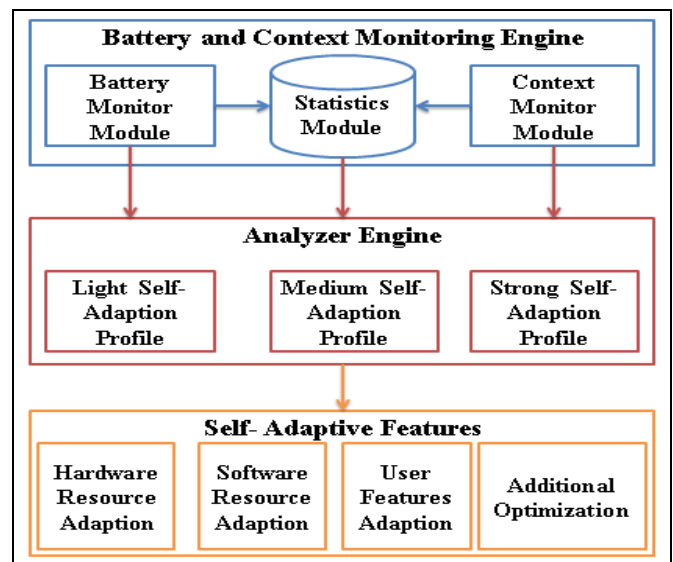 Battery and Context Monitoring Engine
Battery
Monitor
Module
Statistics
Module
Context
Monitor
Module
Analyzer Engine
Light Self-
Adaption
Profile
Medium Self-
Adaption
Profile
Strong Self-
Adaption
Profile
Self- Adaptive Features
Hardware
Resource
Adaption
Software
Resource
Adaption
User
Features
Adaption
Additional
Optimization